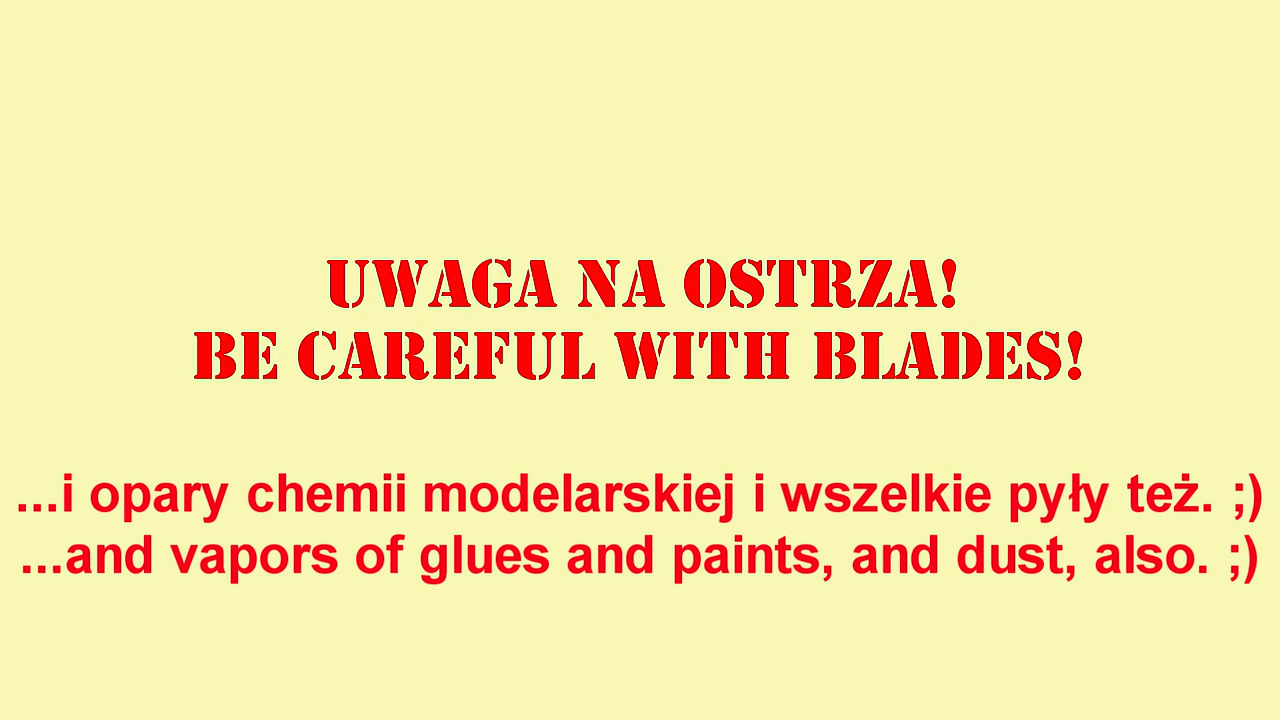 UWAGA NA OSTRZA!
BE CAREFUL WITH BLADES!
...i opary chemii modelarskiej i wszelkie pyły też. ;)
...and vapors of glues and paints, and dust, also. ;)